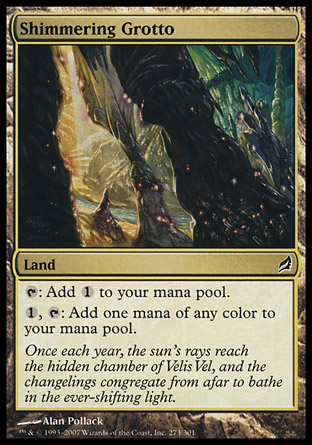 Shimmering Grotto
Land
: Add 1 to your mana pool.
1, : Add one mana of any color to
your mana pool.
Once each year, the sun's rays reach
the hidden chamber of Velis Vel, and the
changelings congregate from afar to bathe
in the ever-shifting light.
Alan Pollack
™ & © 1993–2007 Wizards of the Coast, Inc. 273/301